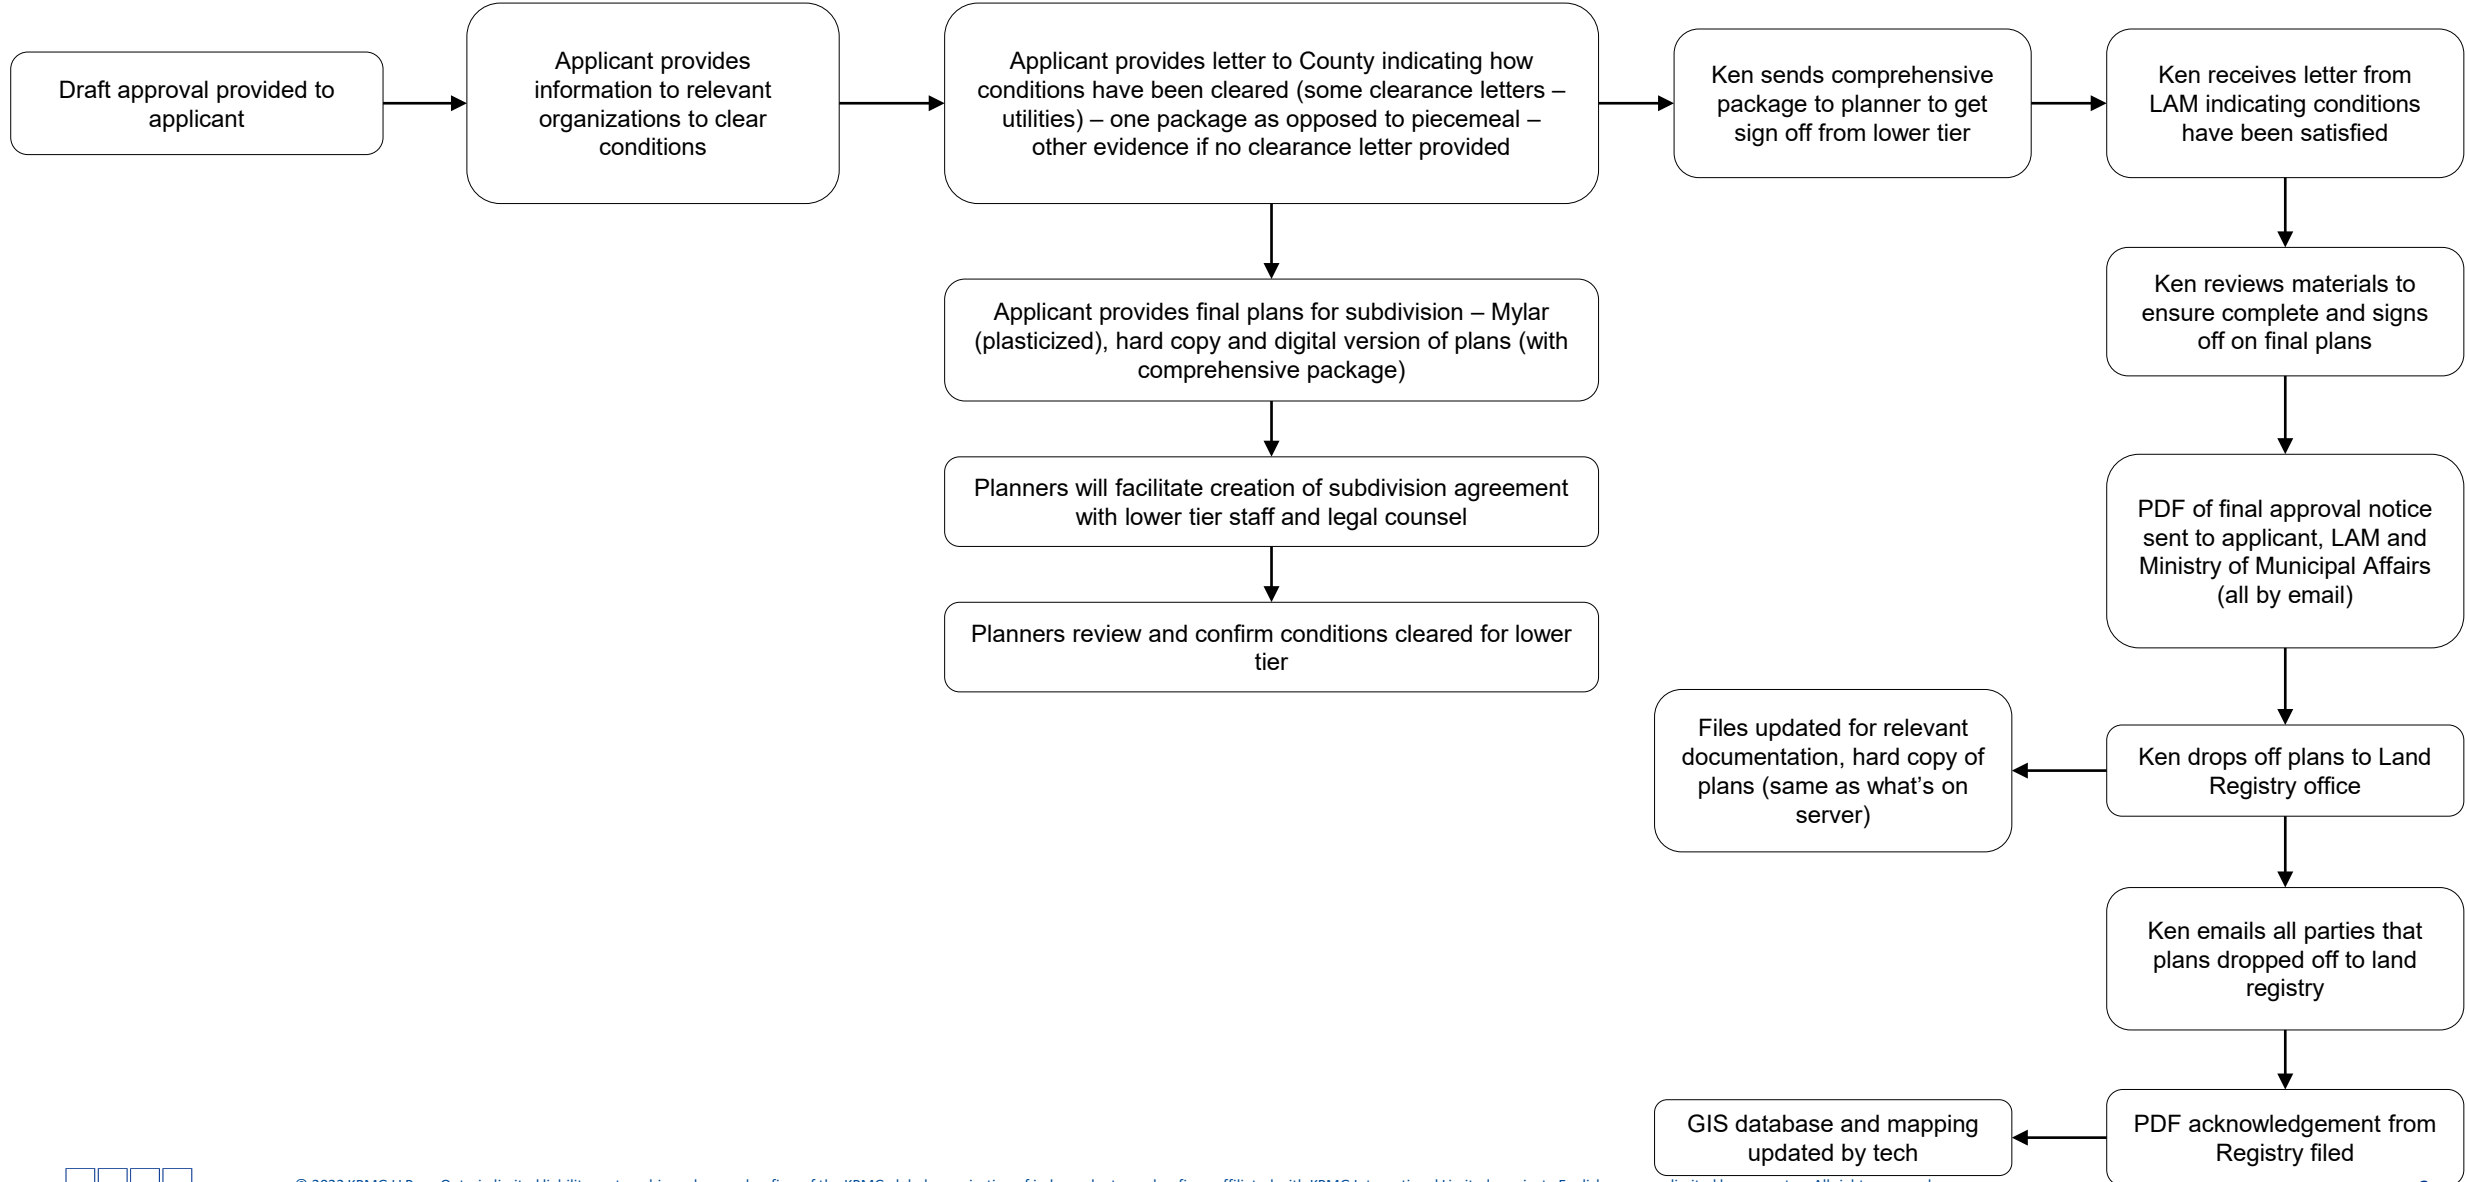 Draft approval provided to
applicant
Applicant provides
information to relevant
organizations to clear
conditions
Applicant provides letter to County indicating how
conditions have been cleared (some clearance letters –
utilities) – one package as opposed to piecemeal –
other evidence if no clearance letter provided
Ken sends comprehensive
package to planner to get
sign off from lower tier
Ken receives letter from
LAM indicating conditions
have been satisfied
Applicant provides final plans for subdivision – Mylar
(plasticized), hard copy and digital version of plans (with
comprehensive package)
Planners will facilitate creation of subdivision agreement
with lower tier staff and legal counsel
Planners review and confirm conditions cleared for lower
tier
Ken reviews materials to
ensure complete and signs
off on final plans
PDF of final approval notice
sent to applicant, LAM and
Ministry of Municipal Affairs
(all by email)
Files updated for relevant
documentation, hard copy of
plans (same as what’s on
server)
Ken drops off plans to Land
Registry office
Ken emails all parties that
plans dropped off to land
registry
GIS database and mapping
updated by tech
PDF acknowledgement from
Registry filed